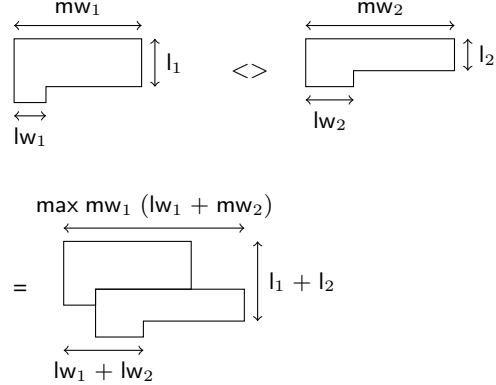 mw₁
mw₂
l₁
<>
l₂
lw₁
lw₂
max mw₁ (lw₁ + mw₂)
=
l₁ + l₂
lw₁ + lw₂